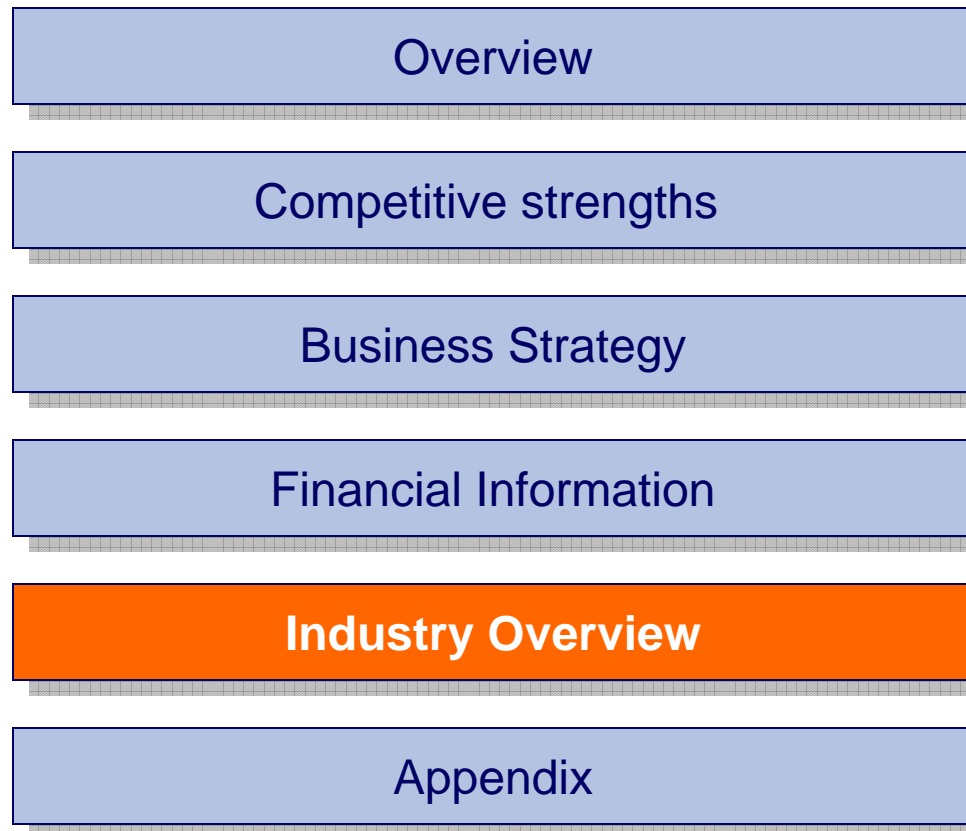 Overview
Competitive strengths
Business Strategy
Financial Information
Industry Overview
Appendix